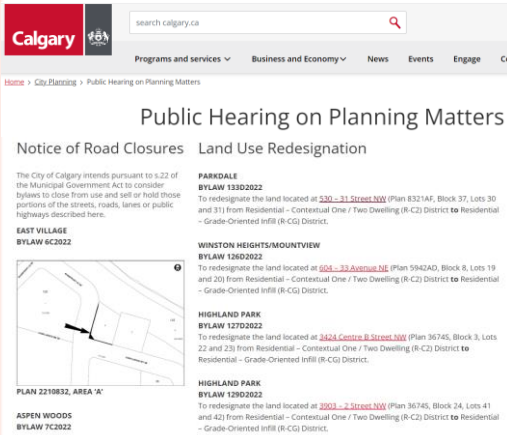 Calgary
search calgary.ca
Programs and services
Business and Economy
News
Events
Engage
Home > City Planning > Public Hearing on Planning Matters
Public Hearing on Planning Matters
Notice of Road Closures
The City of Calgary intends pursuant to s.22 of
the Municipal Government Act to consider
bylaws to close from use and sell or hold those
portions of the streets, roads, lanes or public
highways described here.
EAST VILLAGE
BYLAW 6C2022
PLAN 2210832, AREA 'A'
ASPEN WOODS
BYLAW 7C2022
Land Use Redesignation
PARKDALE
BYLAW 133D2022
To redesignate the land located at 530 – 31 Street NW (Plan 8321AF, Block 37, Lots 30
and 31) from Residential – Contextual One / Two Dwelling (R-C2) District to Residential
– Grade-Oriented Infill (R-CG) District.
WINSTON HEIGHTS/MOUNTVIEW
BYLAW 126D2022
To redesignate the land located at 604 – 33 Avenue NE (Plan 5942AD, Block 8, Lots 19
and 20) from Residential – Contextual One / Two Dwelling (R-C2) District to Residential
– Grade-Oriented Infill (R-CG) District.
HIGHLAND PARK
BYLAW 127D2022
To redesignate the land located at 3424 Centre B Street NW (Plan 3674S, Block 3, Lots
22 and 23) from Residential – Contextual One / Two Dwelling (R-C2) District to
Residential – Grade-Oriented Infill (R-CG) District.
HIGHLAND PARK
BYLAW 129D2022
To redesignate the land located at 3903 – 2 Street NW (Plan 3674S, Block 24, Lots 41
and 42) from Residential – Contextual One / Two Dwelling (R-C2) District to Residential
– Grade-Oriented Infill (R-CG) District.